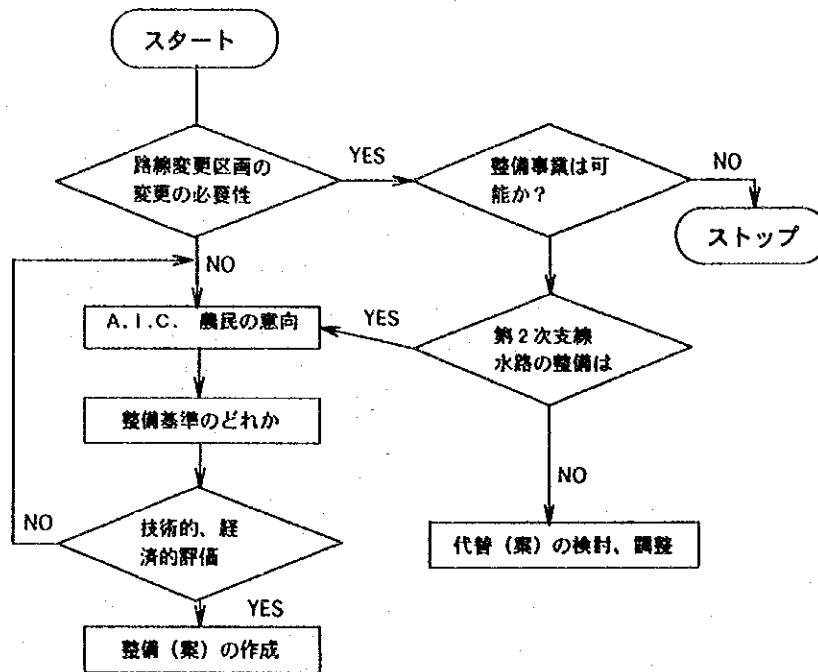 スタート
路線変更区画の
変更の必要性
YES
整備事業は可
能か？
NO
ストップ
NO
A.I.C. 農民の意向
YES
第2次支線
水路の整備は
整備基準のどれか
NO
技術的、経
済的評価
NO
代替（案）の検討、調整
YES
整備（案）の作成